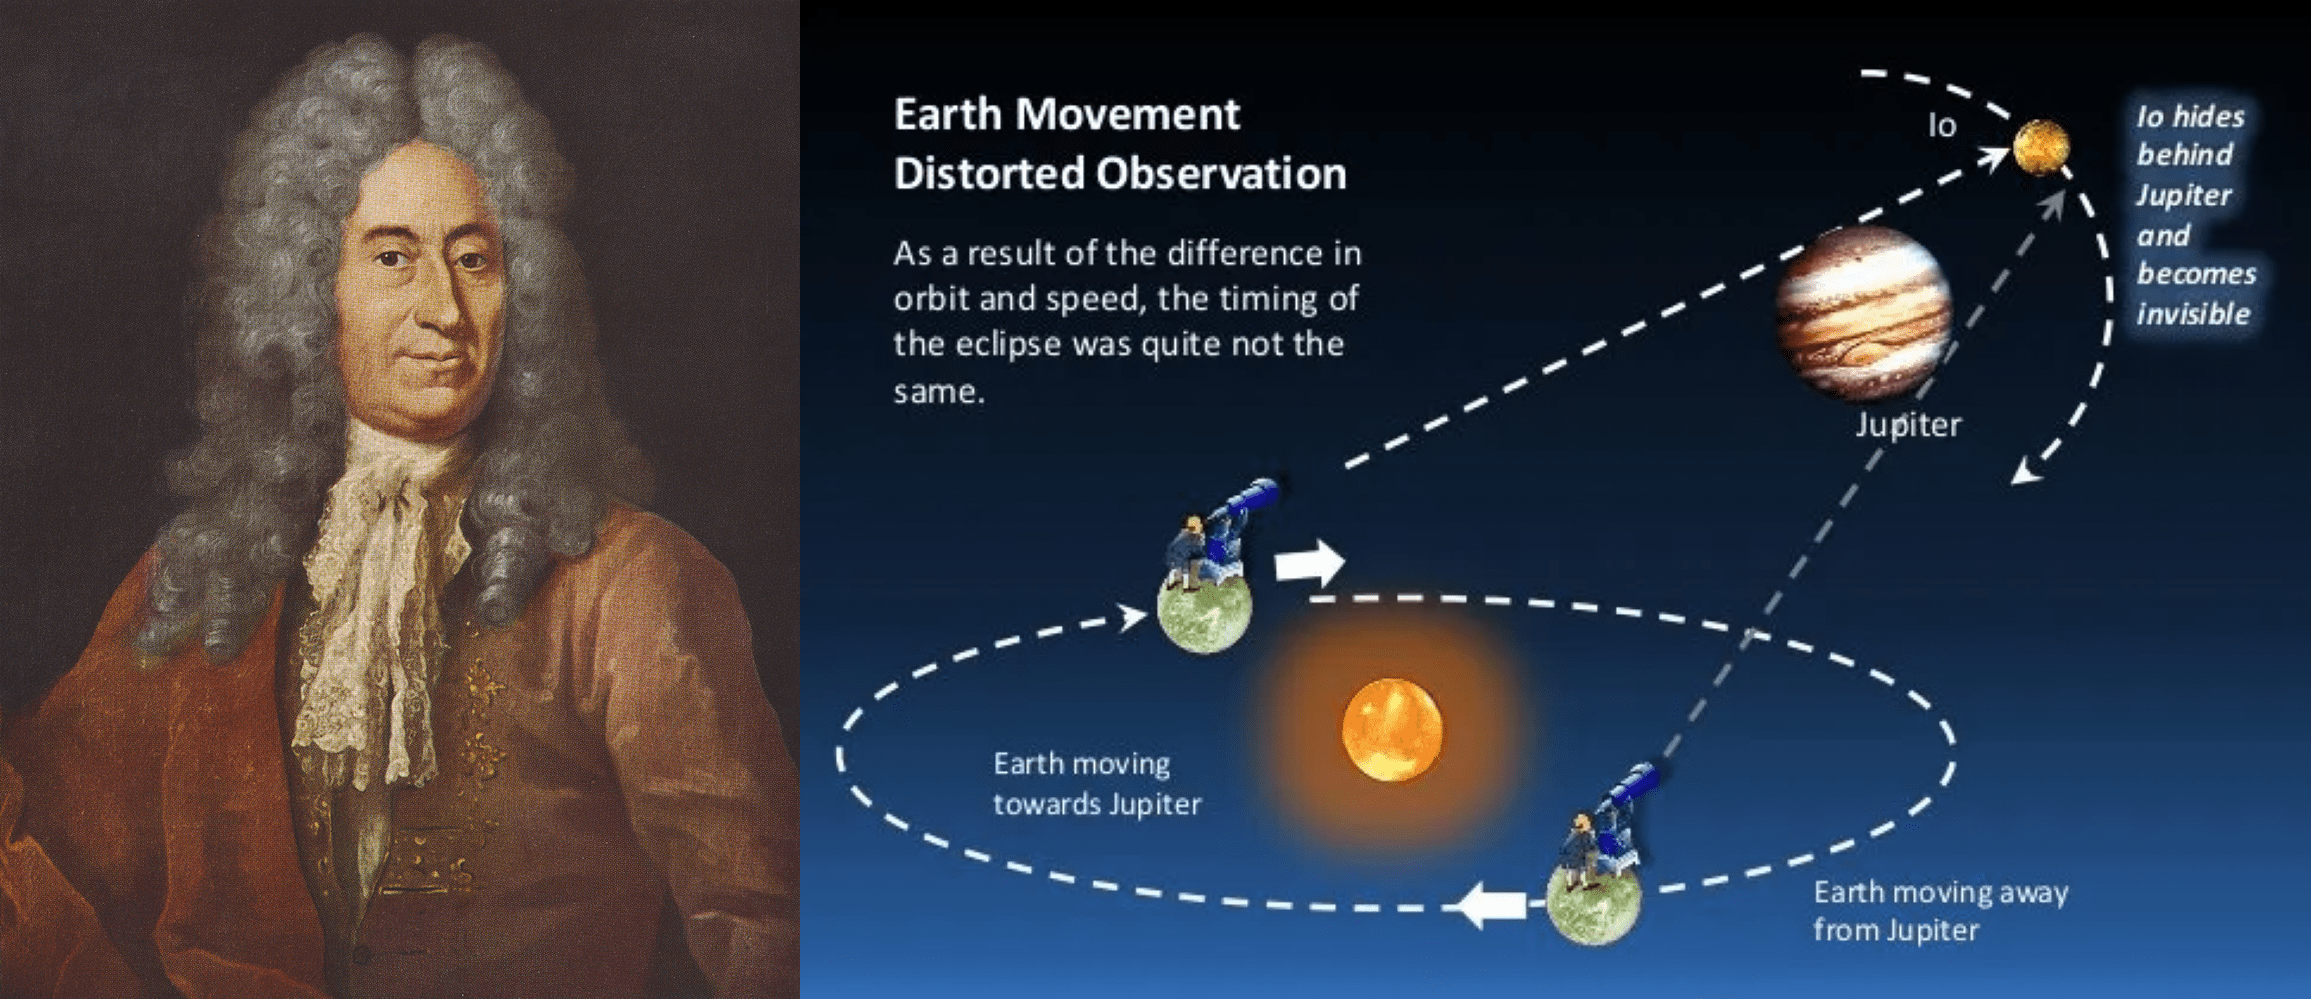 Earth Movement
Distorted Observation
As a result of the difference in
orbit and speed, the timing of
the eclipse was quite not the
same.
Io
Io hides
behind
Jupiter
and
becomes
invisible
Jupiter
Earth moving
towards Jupiter
Earth moving away
from Jupiter